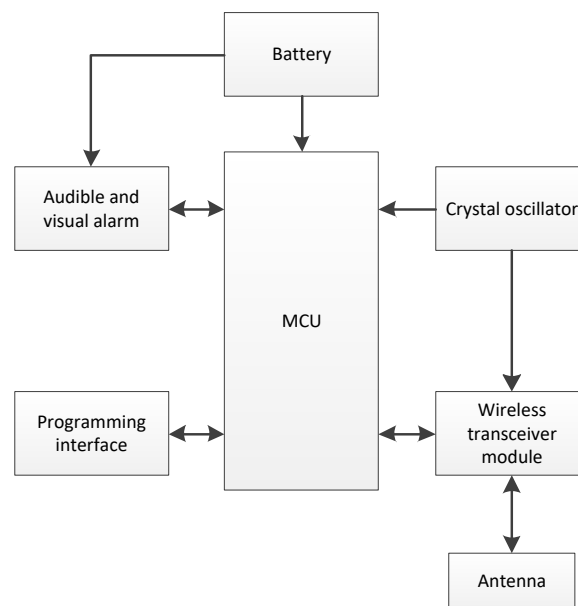 Battery
Audible and
visual alarm
Crystal oscillator
MCU
Programming
interface
Wireless
transceiver
module
Antenna